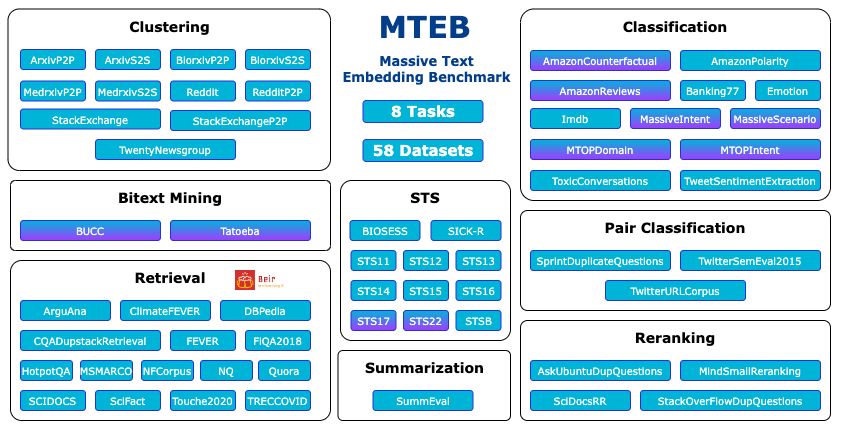 MTEB
Massive Text
Embedding Benchmark
8 Tasks
58 Datasets
Clustering
ArxivP2P
ArxivS2S
BiorxivP2P
BiorxivS2S
MedrxivP2P
MedrxivS2S
Reddit
RedditP2P
StackExchange
StackExchangeP2P
TwentyNewsgroup
Bitext Mining
BUCC
Tatoeba
Retrieval
Beir
ArguAna
ClimateFEVER
DBPedia
CQADupstackRetrieval
FEVER
FiQA2018
HotpotQA
MSMARCO
NFCorpus
NQ
Quora
SCIDOCS
SciFact
Touche2020
TRECCOVID
STS
BIOSESS
SICK-R
STS11
STS12
STS13
STS14
STS15
STS16
STS17
STS22
STSB
Summarization
SummEval
Classification
AmazonCounterfactual
AmazonPolarity
AmazonReviews
Banking77
Emotion
Imdb
MassiveIntent
MassiveScenario
MTOPDomain
MTOPIntent
ToxicConversations
TweetSentimentExtraction
Pair Classification
SprintDuplicateQuestions
TwitterSemEval2015
TwitterURLCorpus
Reranking
AskUbuntuDupQuestions
MindSmallReranking
SciDocsRR
StackOverFlowDupQuestions